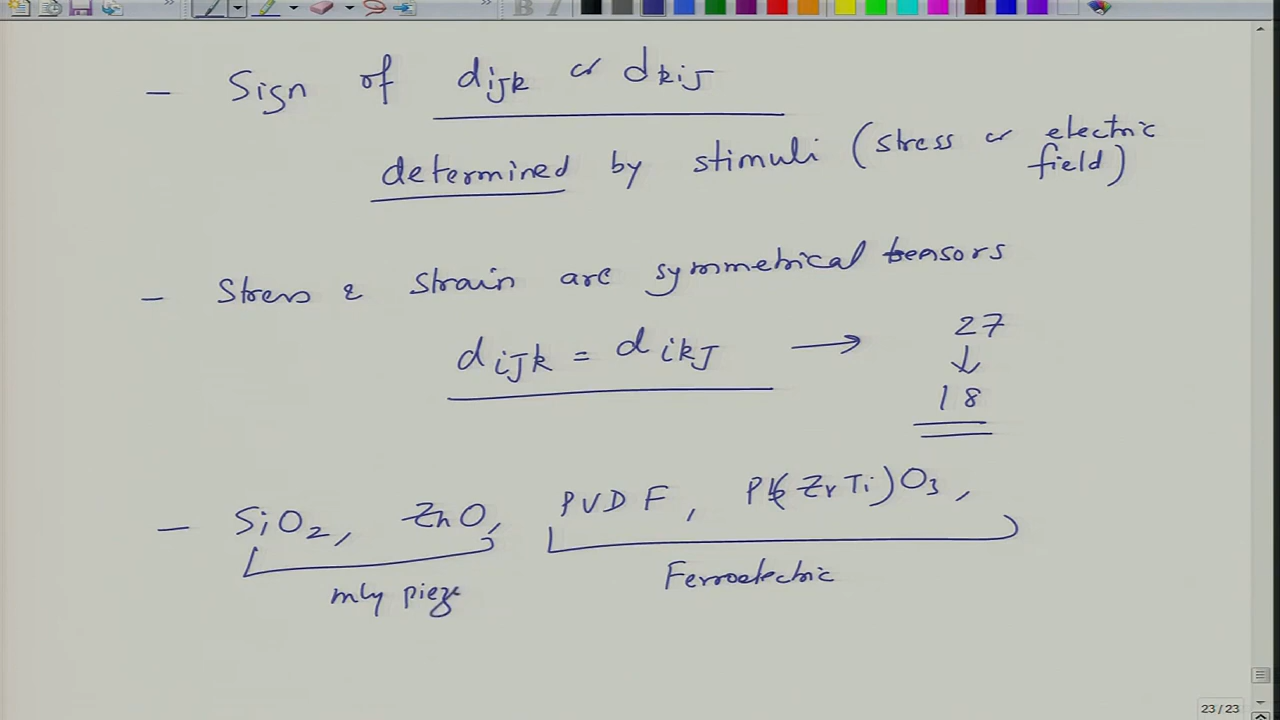 - Sign of dijk or dkij
determined by stimuli (stress or electric field)
- Stress & strain are symmetrical tensors
dijk = dikj → 27
↓
18
- SiO2, ZnO, PVDF, Pb(ZrTi)O3,
only piezo Ferroelectric
23 / 23